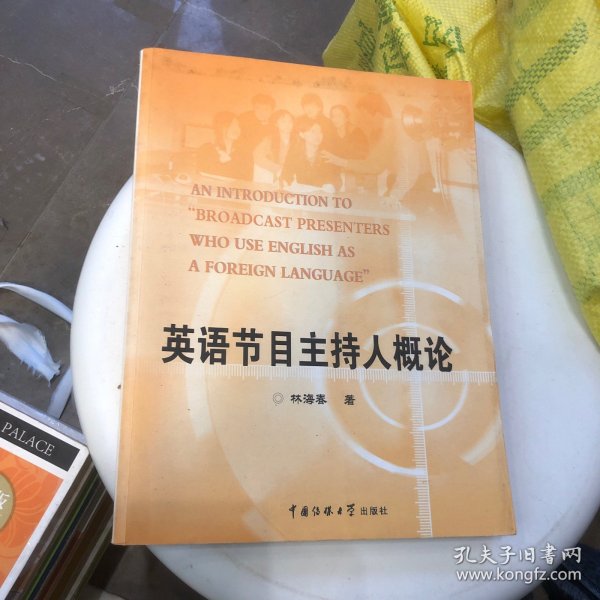 AN INTRODUCTION TO
“BROADCAST PRESENTERS
WHO USE ENGLISH AS
A FOREIGN LANGUAGE”
英语节目主持人概论
林海春 著
中国传媒大学出版社
PALACE
版
孔夫子旧书网
www.kongfz.com